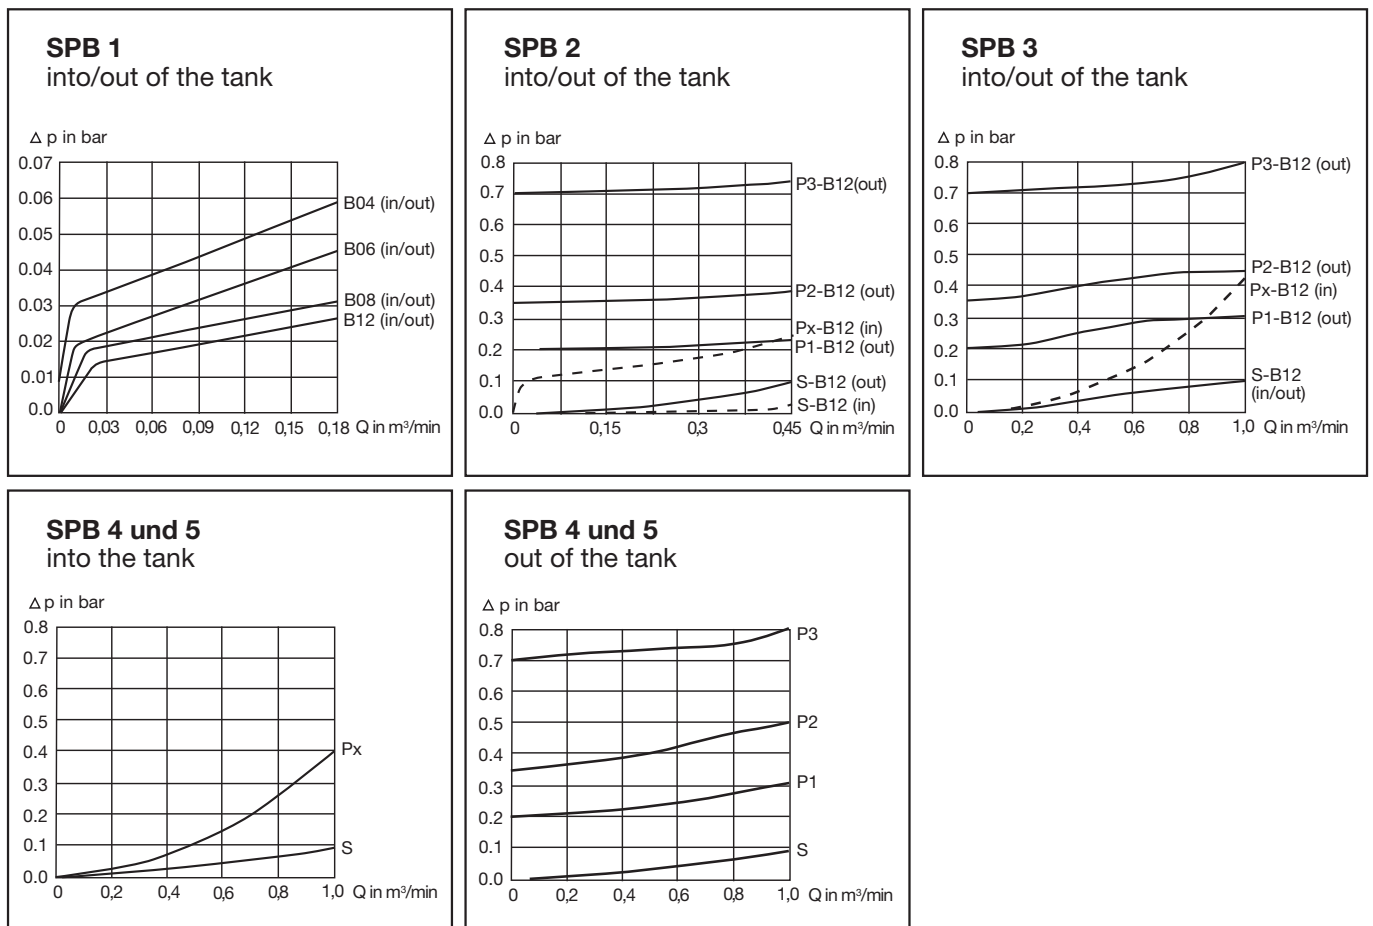 SPB 1
into/out of the tank
Δ p in bar
0.07
0.06
0.05
0.04
0.03
0.02
0.01
0.0
B04 (in/out)
B06 (in/out)
B08 (in/out)
B12 (in/out)
0 0,03 0,06 0,09 0,12 0,15 0,18 Q in m³/min
SPB 2
into/out of the tank
Δ p in bar
0.8
0.7
0.6
0.5
0.4
0.3
0.2
0.1
0.0
P3-B12(out)
P2-B12 (out)
Px-B12 (in)
P1-B12 (out)
S-B12 (out)
S-B12 (in)
0 0,15 0,3 0,45 Q in m³/min
SPB 3
into/out of the tank
Δ p in bar
0.8
0.7
0.6
0.5
0.4
0.3
0.2
0.1
0.0
P3-B12 (out)
P2-B12 (out)
Px-B12 (in)
P1-B12 (out)
S-B12
(in/out)
0 0,2 0,4 0,6 0,8 1,0 Q in m³/min
SPB 4 und 5
into the tank
Δ p in bar
0.8
0.7
0.6
0.5
0.4
0.3
0.2
0.1
0.0
Px
S
0 0,2 0,4 0,6 0,8 1,0 Q in m³/min
SPB 4 und 5
out of the tank
Δ p in bar
0.8
0.7
0.6
0.5
0.4
0.3
0.2
0.1
0.0
P3
P2
P1
S
0 0,2 0,4 0,6 0,8 1,0 Q in m³/min